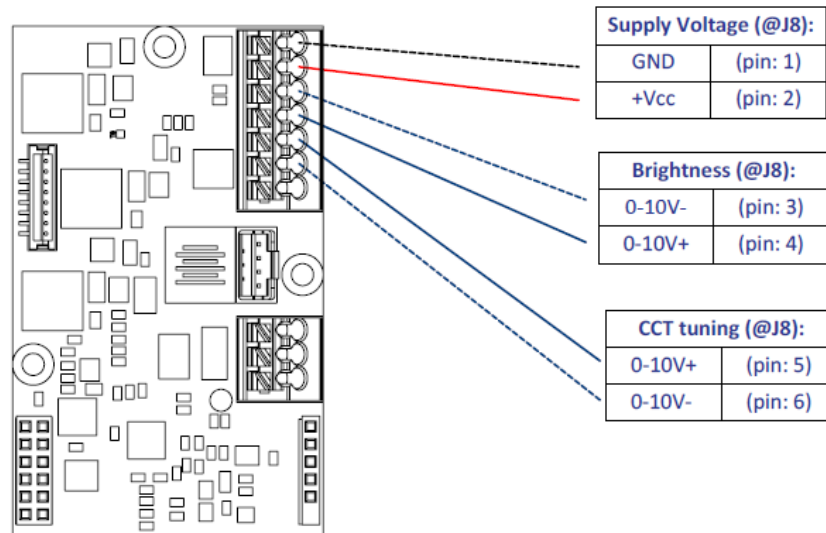 Supply Voltage (@J8):
GND (pin: 1)
+Vcc (pin: 2)
Brightness (@J8):
0-10V- (pin: 3)
0-10V+ (pin: 4)
CCT tuning (@J8):
0-10V+ (pin: 5)
0-10V- (pin: 6)